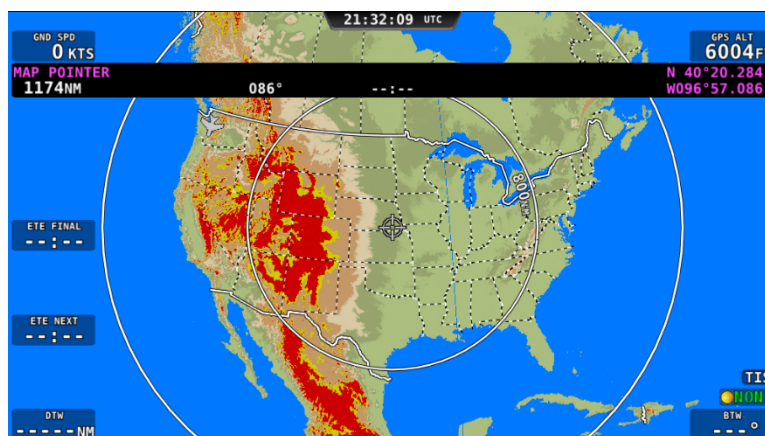 21:32:09 UTC
GND SPD
0 KTS
GPS ALT
6004F
MAP POINTER
N 40°20.284
1174NM 086° --:-- W096°57.086
800NM
ETE FINAL
--:--
ETE NEXT
--:--
TIS
NON
DTW
-----NM
BTW
---°